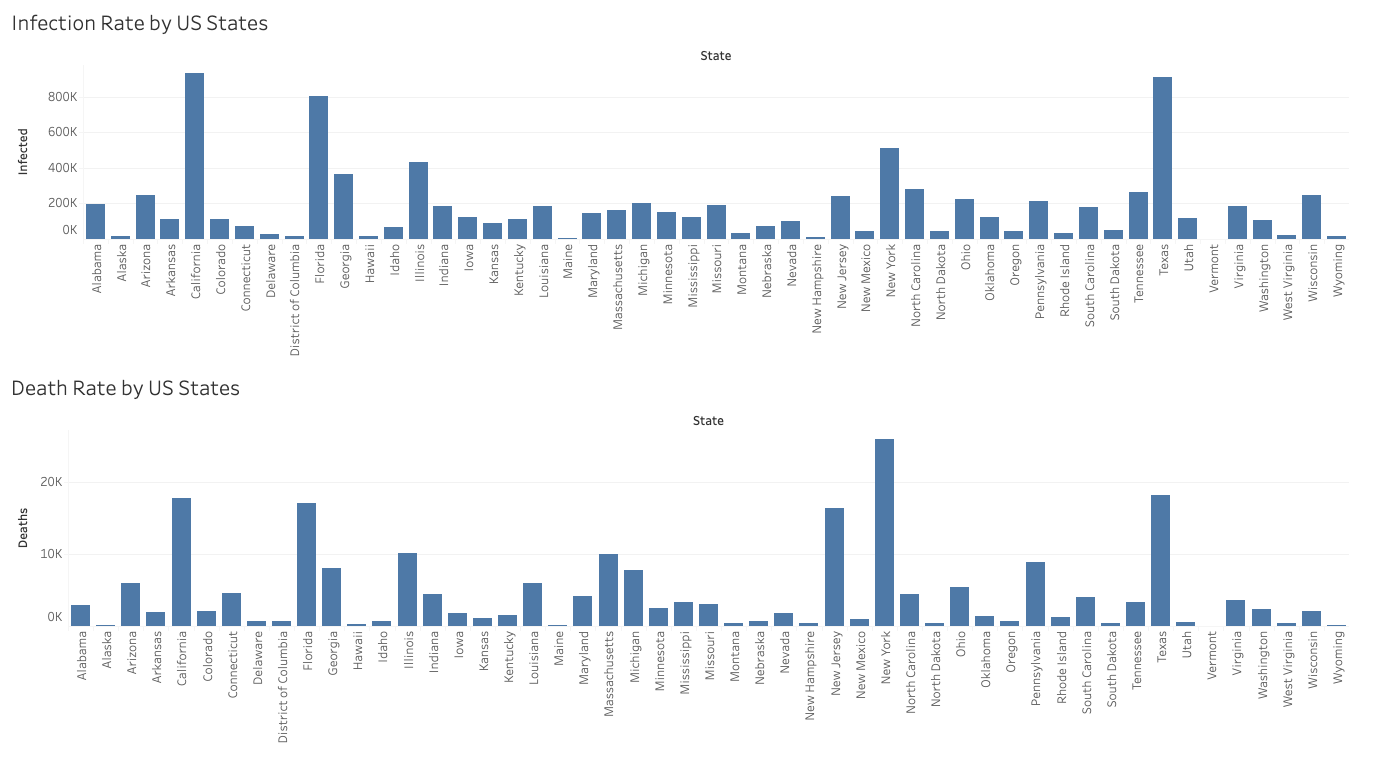 Infection Rate by US States
State
Infected
800K
600K
400K
200K
0K
Alabama
Alaska
Arizona
Arkansas
California
Colorado
Connecticut
Delaware
District of Columbia
Florida
Georgia
Hawaii
Idaho
Illinois
Indiana
Iowa
Kansas
Kentucky
Louisiana
Maine
Maryland
Massachusetts
Michigan
Minnesota
Mississippi
Missouri
Montana
Nebraska
Nevada
New Hampshire
New Jersey
New Mexico
New York
North Carolina
North Dakota
Ohio
Oklahoma
Oregon
Pennsylvania
Rhode Island
South Carolina
South Dakota
Tennessee
Texas
Utah
Vermont
Virginia
Washington
West Virginia
Wisconsin
Wyoming
Death Rate by US States
State
Deaths
20K
10K
0K
Alabama
Alaska
Arizona
Arkansas
California
Colorado
Connecticut
Delaware
District of Columbia
Florida
Georgia
Hawaii
Idaho
Illinois
Indiana
Iowa
Kansas
Kentucky
Louisiana
Maine
Maryland
Massachusetts
Michigan
Minnesota
Mississippi
Missouri
Montana
Nebraska
Nevada
New Hampshire
New Jersey
New Mexico
New York
North Carolina
North Dakota
Ohio
Oklahoma
Oregon
Pennsylvania
Rhode Island
South Carolina
South Dakota
Tennessee
Texas
Utah
Vermont
Virginia
Washington
West Virginia
Wisconsin
Wyoming